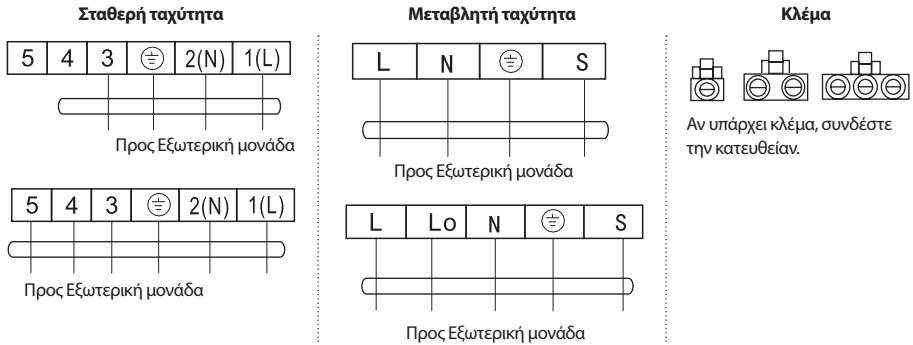 Σταθερή ταχύτητα
5 4 3 2(N) 1(L)
Προς Εξωτερική μονάδα
5 4 3 2(N) 1(L)
Προς Εξωτερική μονάδα
Μεταβλητή ταχύτητα
L N S
Προς Εξωτερική μονάδα
L Lo N S
Προς Εξωτερική μονάδα
Κλέμα
Αν υπάρχει κλέμα, συνδέστε
την κατευθείαν.